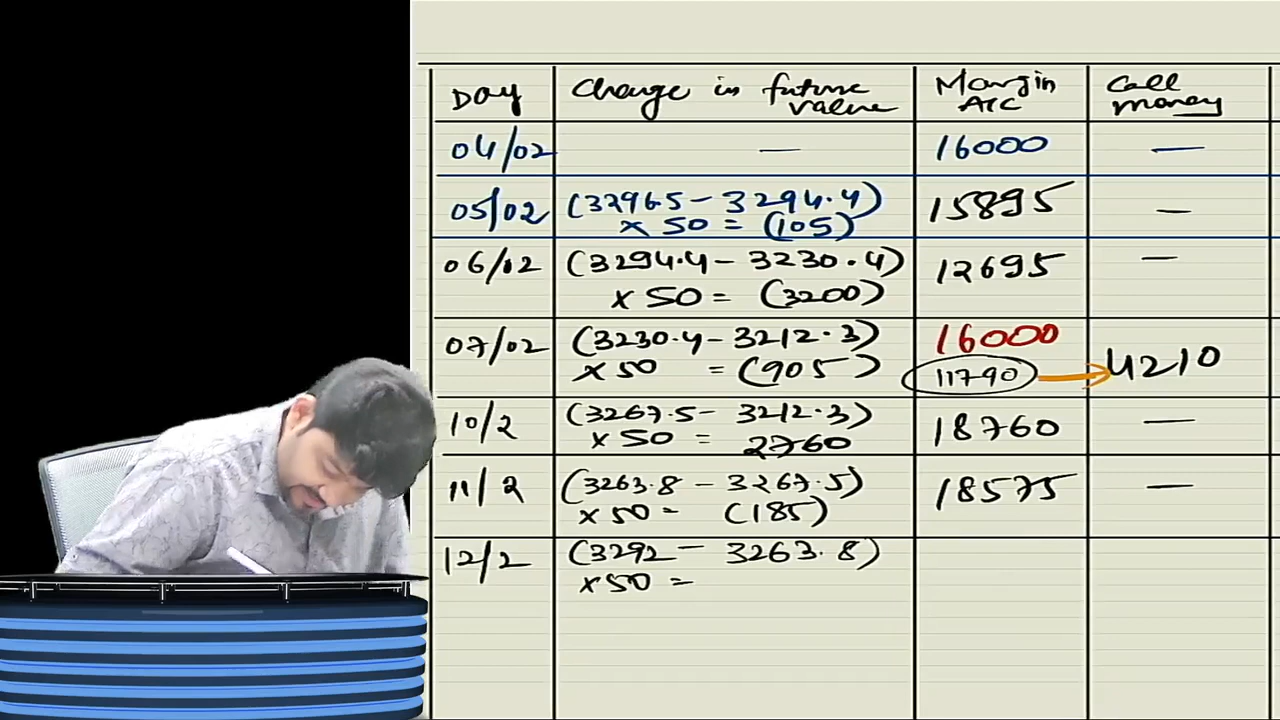 Day Change in future value Margin A/C Call money
04/02 — 16000 —
05/02 (3296.5 - 3294.4) × 50 = (105) 15895 —
06/02 (3294.4 - 3230.4) × 50 = (3200) 12695 —
07/02 (3230.4 - 3212.3) × 50 = (905) 16000 11790 → 4210
10/2 (3267.5 - 3212.3) × 50 = 2760 18760 —
11/2 (3263.8 - 3267.5) × 50 = (185) 18575 —
12/2 (3292 - 3263.8) × 50 =